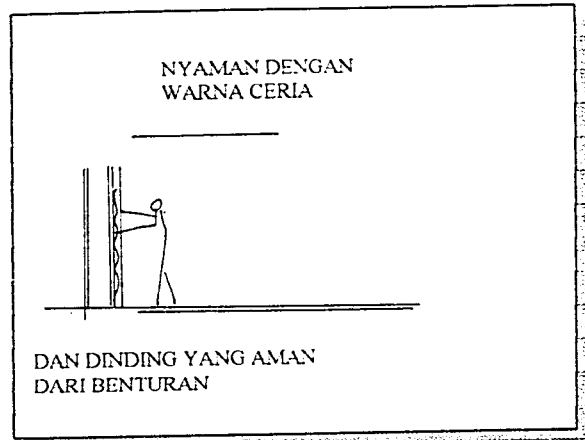 NYAMAN DENGAN
WARNA CERIA
DAN DINDING YANG AMAN
DARI BENTURAN